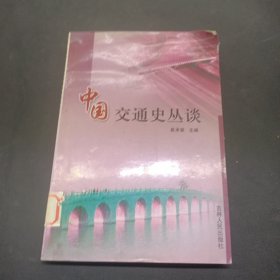 中国 交通史丛谈
主编
吉林人民出版社